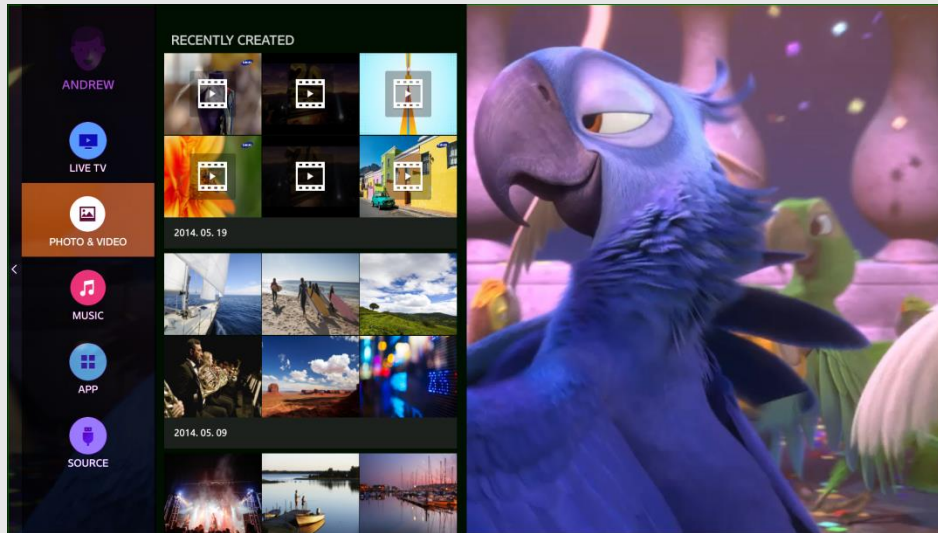 ANDREW
LIVE TV
PHOTO & VIDEO
MUSIC
APP
SOURCE
RECENTLY CREATED
2014. 05. 19
2014. 05. 09